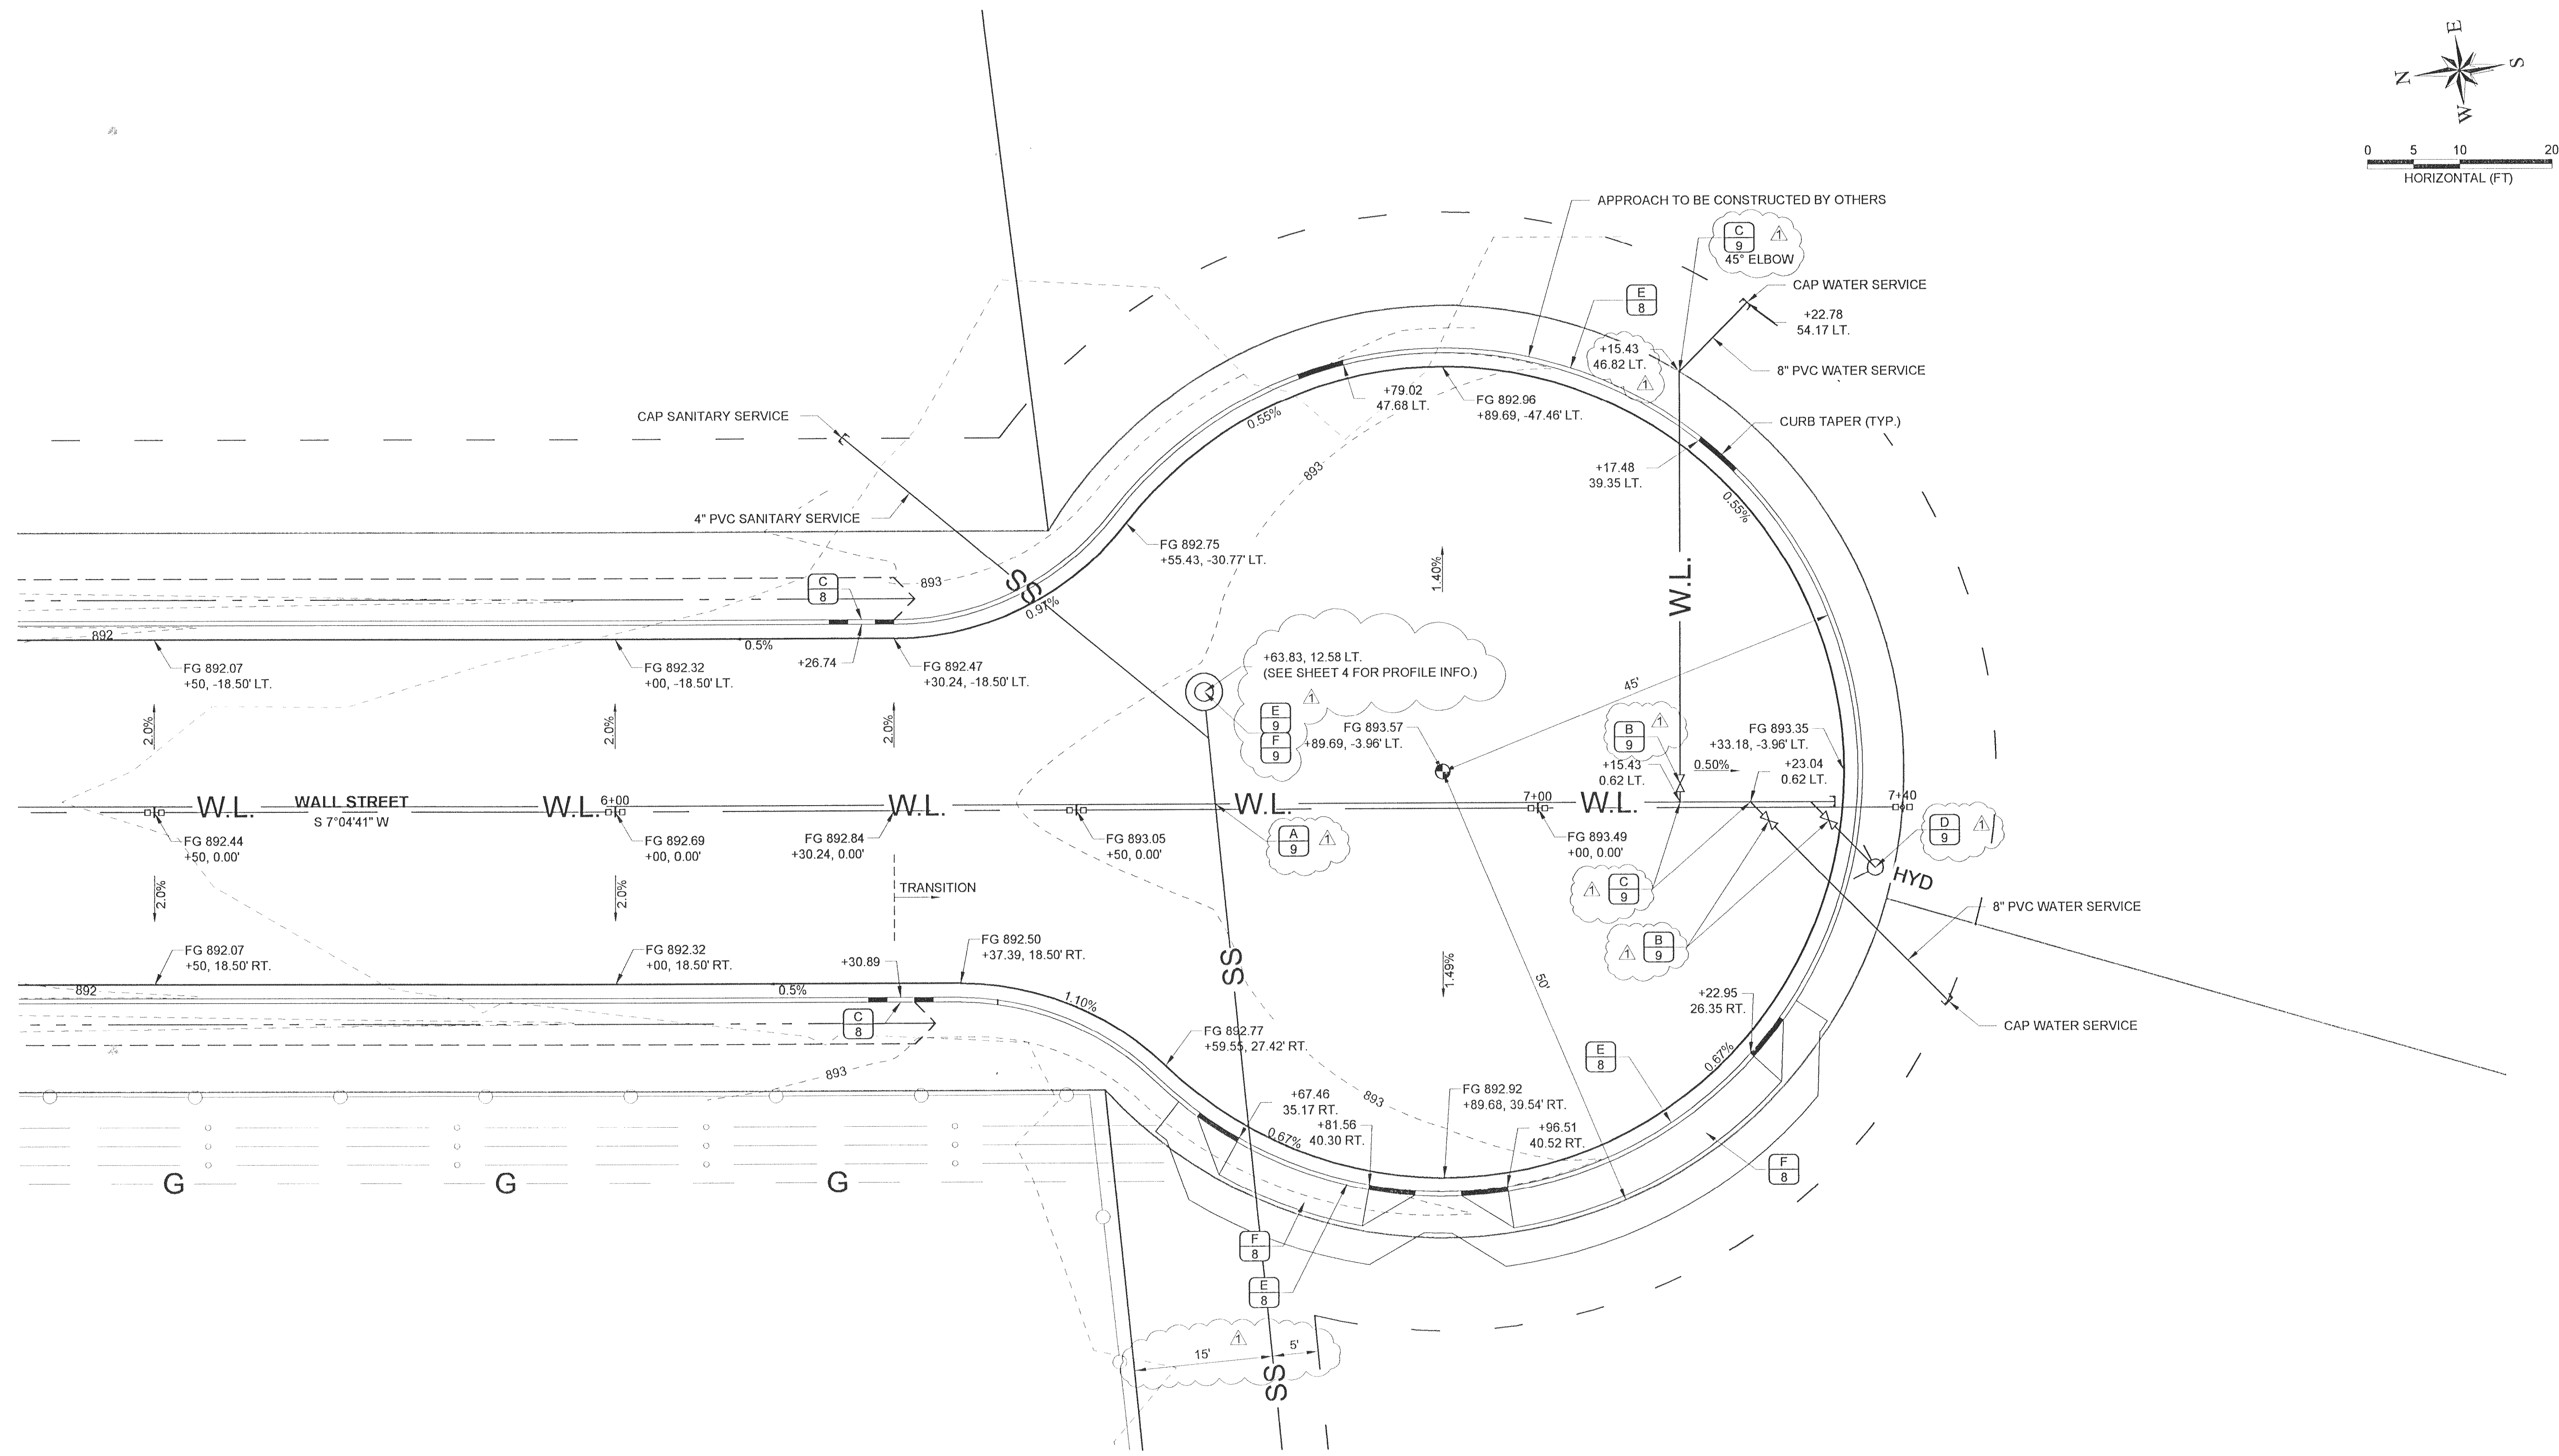 E
N
S
W
0 5 10 20
HORIZONTAL (FT)
APPROACH TO BE CONSTRUCTED BY OTHERS
C
9
1
45° ELBOW
CAP WATER SERVICE
+22.78
54.17 LT.
E
8
+15.43
46.82 LT.
1
8" PVC WATER SERVICE
+79.02
47.68 LT.
FG 892.96
+89.69, -47.46' LT.
0.55%
CURB TAPER (TYP.)
CAP SANITARY SERVICE
893
+17.48
39.35 LT.
0.55%
4" PVC SANITARY SERVICE
FG 892.75
+55.43, -30.77' LT.
1.40%
W.L.
C
8
893
SS
0.97%
892
0.5%
+26.74
FG 892.07
+50, -18.50' LT.
FG 892.32
+00, -18.50' LT.
FG 892.47
+30.24, -18.50' LT.
+63.83, 12.58 LT.
(SEE SHEET 4 FOR PROFILE INFO.)
1
E
9
F
9
45'
2.0%
2.0%
2.0%
FG 893.57
+89.69, -3.96' LT.
B
9
1
FG 893.35
+33.18, -3.96' LT.
+15.43
0.62 LT.
0.50%
+23.04
0.62 LT.
W.L.
WALL STREET
S 7°04'41" W
W.L.
6+00
W.L.
W.L.
7+00
W.L.
7+40
FG 892.44
+50, 0.00'
FG 892.69
+00, 0.00'
FG 892.84
+30.24, 0.00'
FG 893.05
+50, 0.00'
A
9
1
FG 893.49
+00, 0.00'
D
9
1
HYD
2.0%
2.0%
TRANSITION
1
C
9
8" PVC WATER SERVICE
1
B
9
FG 892.07
+50, 18.50' RT.
FG 892.32
+00, 18.50' RT.
+30.89
FG 892.50
+37.39, 18.50' RT.
SS
1.49%
50'
892
0.5%
1.10%
+22.95
26.35 RT.
C
8
CAP WATER SERVICE
FG 892.77
+59.55, 27.42' RT.
E
8
0.67%
893
+67.46
35.17 RT.
893
FG 892.92
+89.68, 39.54' RT.
0.67%
+81.56
40.30 RT.
+96.51
40.52 RT.
F
8
G
G
G
F
8
E
8
1
15'
5'
SS